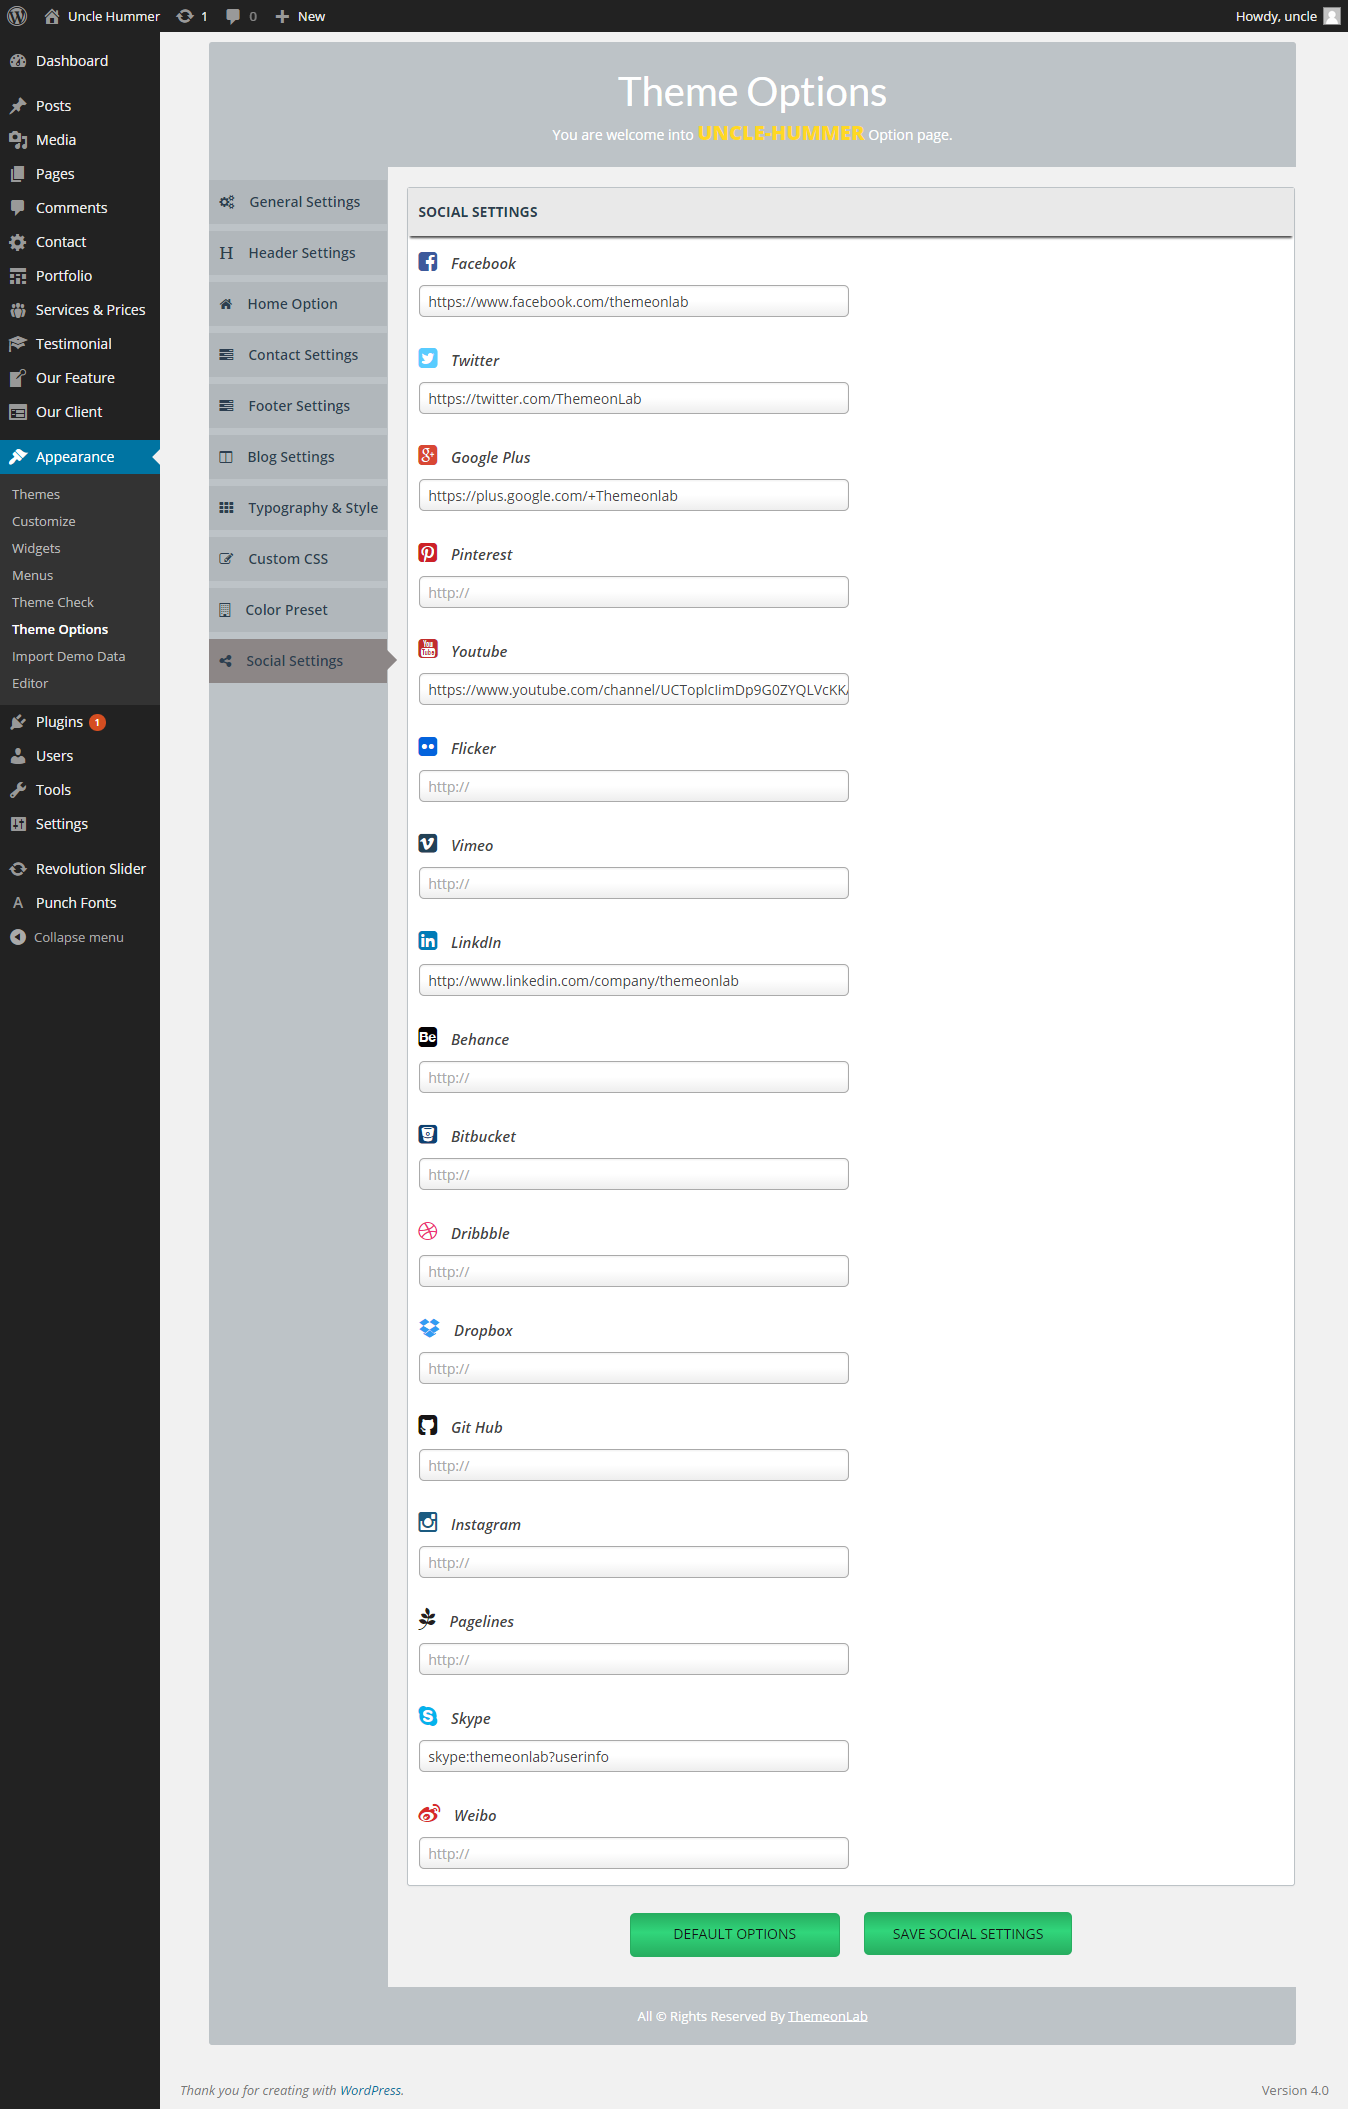 Uncle Hummer 1 0 New Howdy, uncle
Dashboard
Posts
Media
Pages
Comments
Contact
Portfolio
Services & Prices
Testimonial
Our Feature
Our Client
Appearance
Themes
Customize
Widgets
Menus
Theme Check
Theme Options
Import Demo Data
Editor
Plugins 1
Users
Tools
Settings
Revolution Slider
Punch Fonts
Collapse menu
Theme Options
You are welcome into UNCLE-HUMMER Option page.
General Settings
Header Settings
Home Option
Contact Settings
Footer Settings
Blog Settings
Typography & Style
Custom CSS
Color Preset
Social Settings
SOCIAL SETTINGS
Facebook
https://www.facebook.com/themeonlab
Twitter
https://twitter.com/ThemeonLab
Google Plus
https://plus.google.com/+Themeonlab
Pinterest
http://
Youtube
https://www.youtube.com/channel/UCToplcIimDp9G0ZYQLVcKK
Flicker
http://
Vimeo
http://
LinkdIn
http://www.linkedin.com/company/themeonlab
Behance
http://
Bitbucket
http://
Dribbble
http://
Dropbox
http://
Git Hub
http://
Instagram
http://
Pagelines
http://
Skype
skype:themeonlab?userinfo
Weibo
http://
DEFAULT OPTIONS SAVE SOCIAL SETTINGS
All © Rights Reserved By ThemeonLab
Thank you for creating with WordPress. Version 4.0